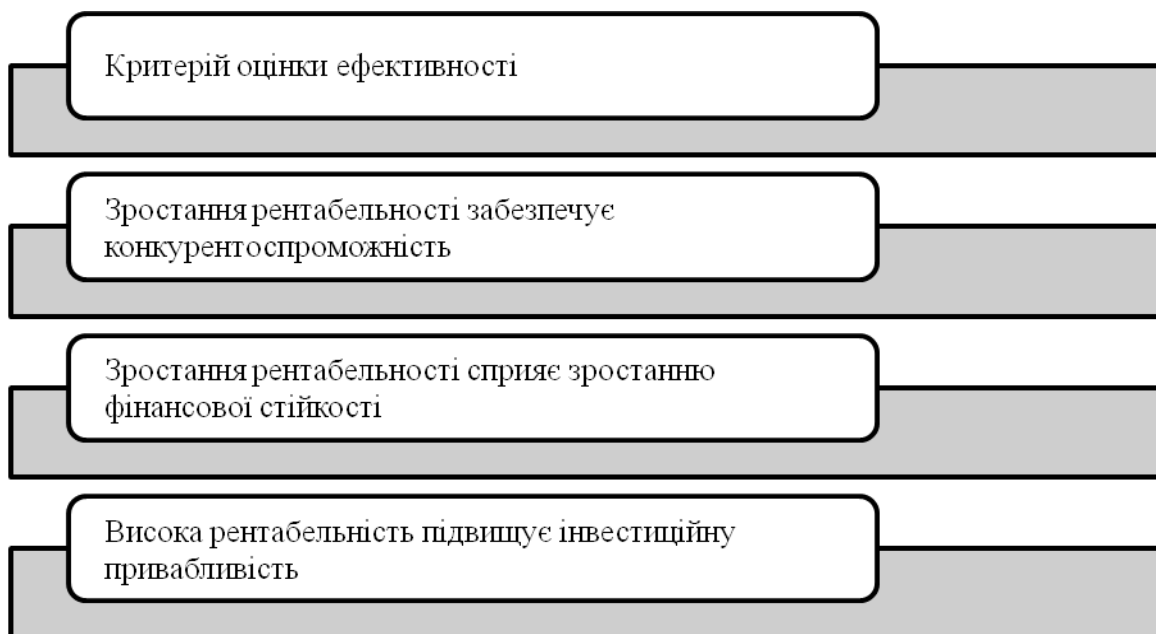 Критерій оцінки ефективності
Зростання рентабельності забезпечує
конкурентоспроможність
Зростання рентабельності сприяє зростанню
фінансової стійкості
Висока рентабельність підвищує інвестиційну
привабливість